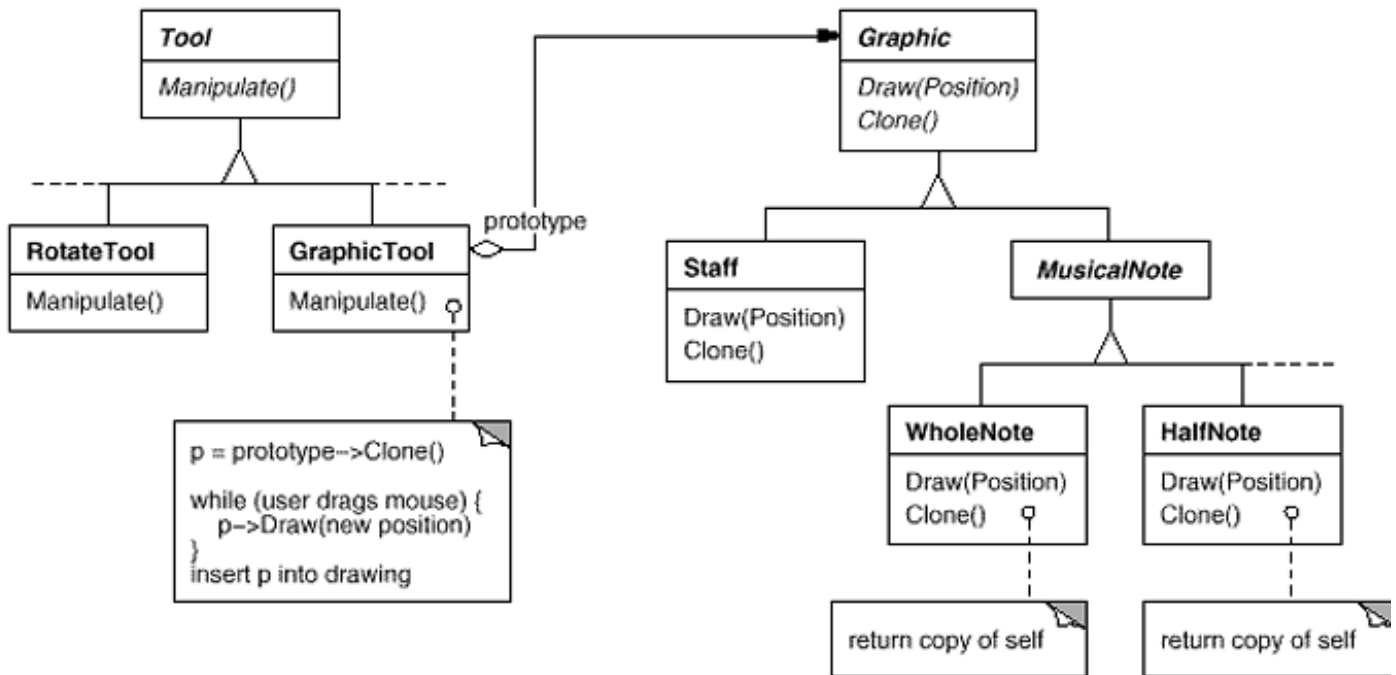 Tool
Manipulate()
Graphic
Draw(Position)
Clone()
prototype
RotateTool
Manipulate()
GraphicTool
Manipulate()
Staff
Draw(Position)
Clone()
MusicalNote
p = prototype–>Clone()
while (user drags mouse) {
p–>Draw(new position)
}
insert p into drawing
WholeNote
Draw(Position)
Clone()
HalfNote
Draw(Position)
Clone()
return copy of self
return copy of self